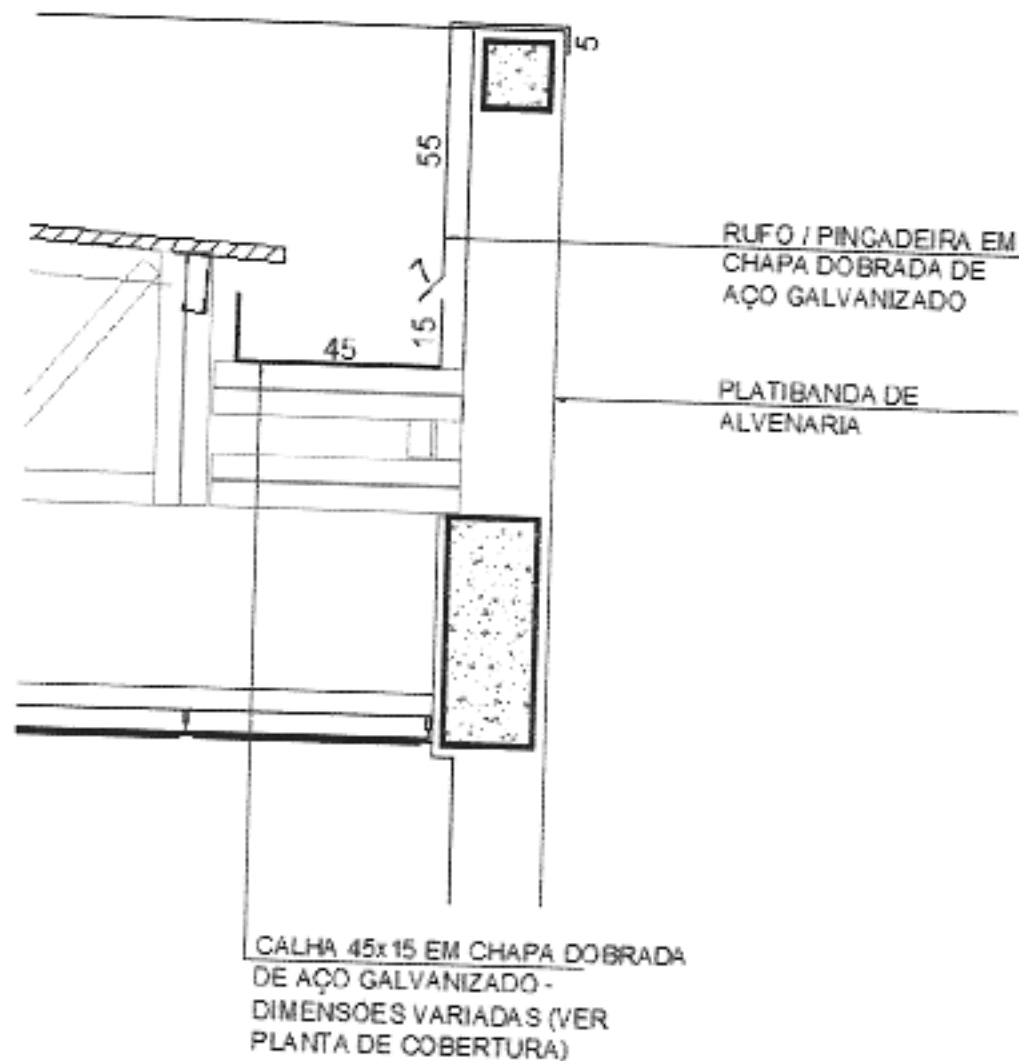 5
55
RUFO / PINGADEIRA EM
CHAPA DOBRADA DE
AÇO GALVANIZADO
7
15
45
PLATIBANDA DE
ALVENARIA
CALHA 45x15 EM CHAPA DOBRADA
DE AÇO GALVANIZADO -
DIMENSOES VARIADAS (VER
PLANTA DE COBERTURA)